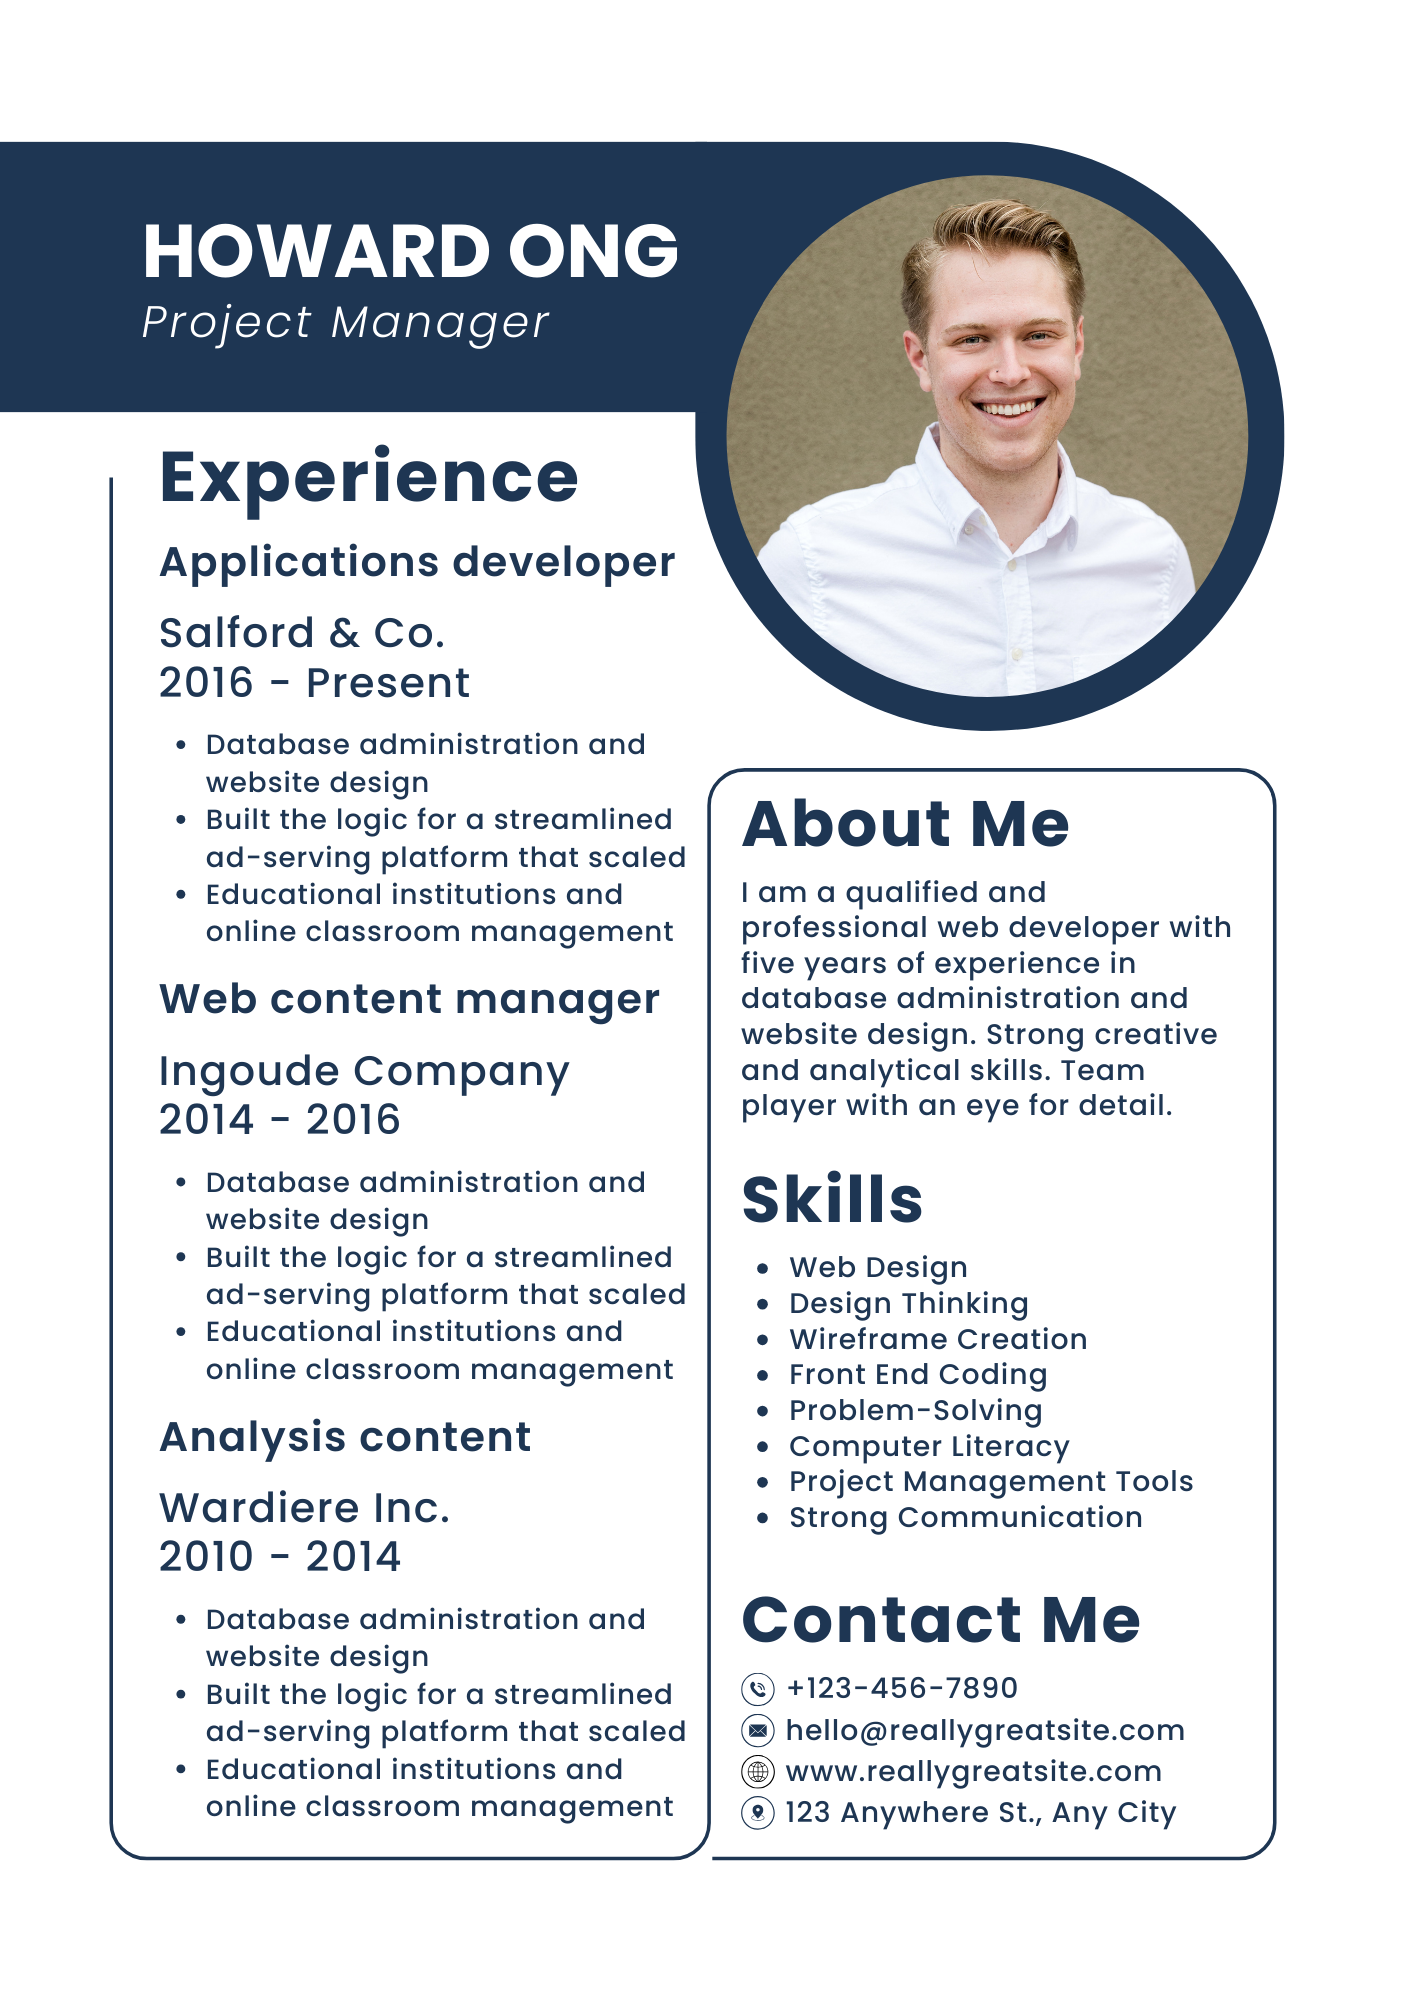 HOWARD ONG
Project Manager
Experience
Applications developer
Salford & Co.
2016 - Present
• Database administration and
website design
• Built the logic for a streamlined
ad-serving platform that scaled
• Educational institutions and
online classroom management
Web content manager
Ingoude Company
2014 - 2016
• Database administration and
website design
• Built the logic for a streamlined
ad-serving platform that scaled
• Educational institutions and
online classroom management
Analysis content
Wardiere Inc.
2010 - 2014
• Database administration and
website design
• Built the logic for a streamlined
ad-serving platform that scaled
• Educational institutions and
online classroom management
About Me
I am a qualified and
professional web developer with
five years of experience in
database administration and
website design. Strong creative
and analytical skills. Team
player with an eye for detail.
Skills
• Web Design
• Design Thinking
• Wireframe Creation
• Front End Coding
• Problem-Solving
• Computer Literacy
• Project Management Tools
• Strong Communication
Contact Me
+123-456-7890
hello@reallygreatsite.com
www.reallygreatsite.com
123 Anywhere St., Any City